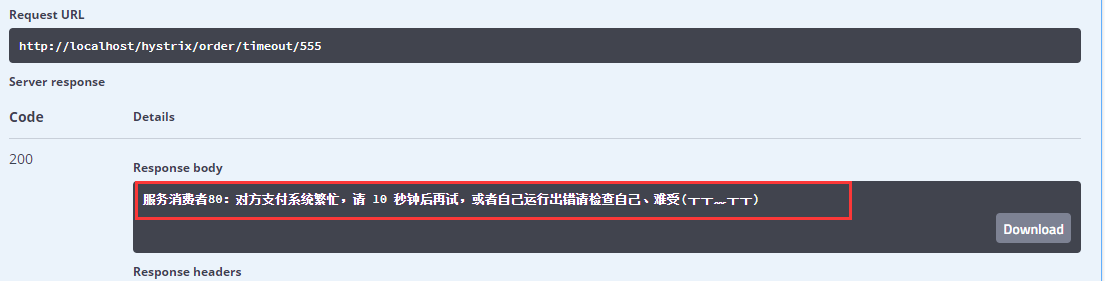 Request URL
http://localhost/hystrix/order/timeout/555
Server response
Code Details
200
Response body
服务消费者80：对方支付系统繁忙，请 10 秒钟后再试，或者自己运行出错请检查自己、难受(┬┬﹏┬┬)
Download
Response headers